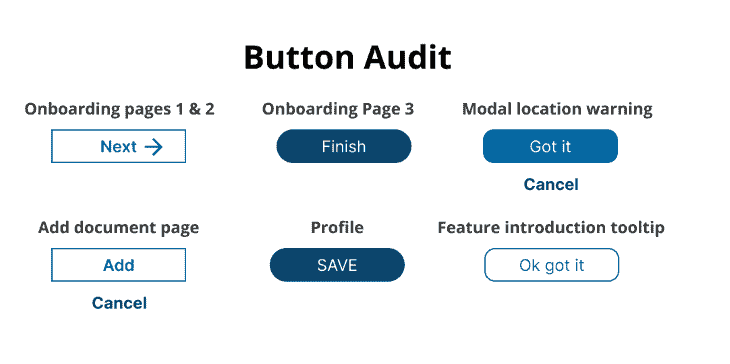 Button Audit
Onboarding pages 1 & 2
Onboarding Page 3
Modal location warning
Next
Finish
Got it
Cancel
Add document page
Profile
Feature introduction tooltip
Add
SAVE
Ok got it
Cancel